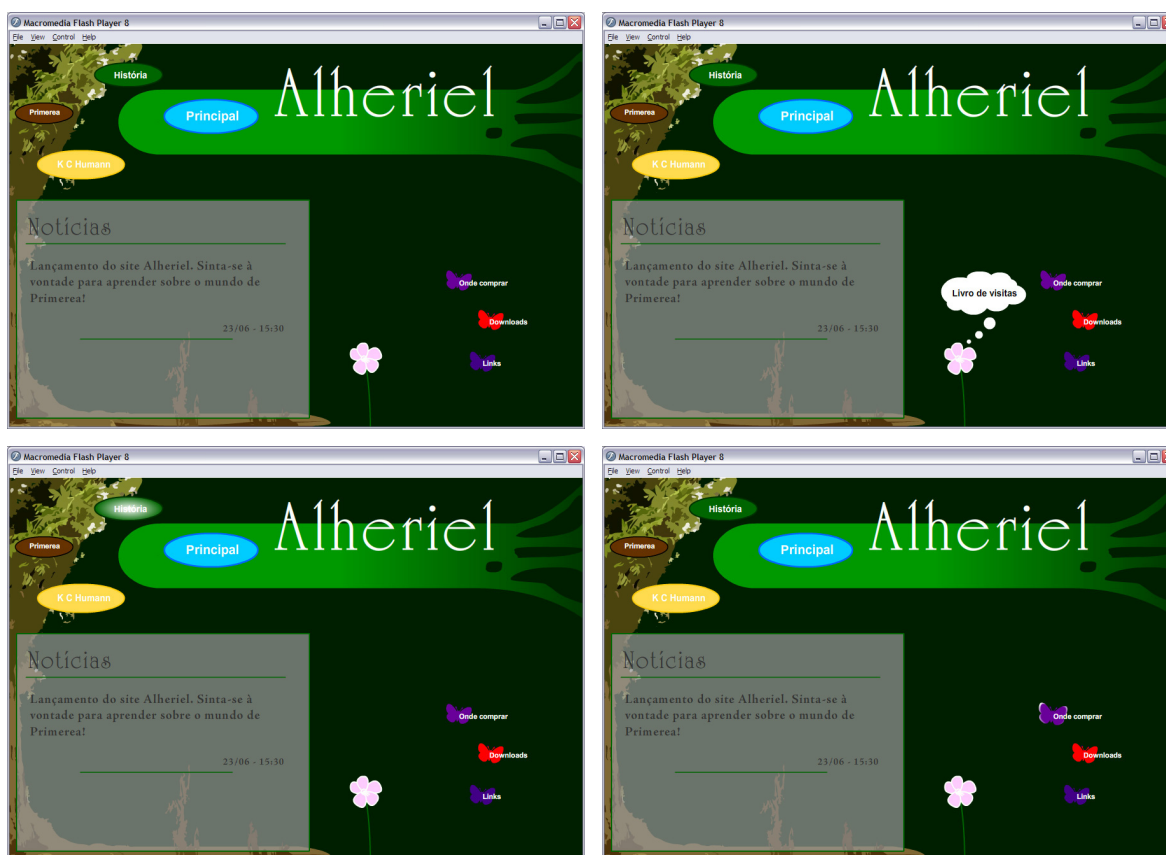 Macromedia Flash Player 8
File View Control Help
Alheriel
História
Principal
Primerea
K C Humann
Notícias
Lançamento do site Alheriel. Sinta-se à
vontade para aprender sobre o mundo de
Primerea!
23/06 - 15:30
Onde comprar
Downloads
Links
Macromedia Flash Player 8
File View Control Help
Alheriel
História
Principal
Primerea
K C Humann
Notícias
Lançamento do site Alheriel. Sinta-se à
vontade para aprender sobre o mundo de
Primerea!
23/06 - 15:30
Livro de visitas
Onde comprar
Downloads
Links
Macromedia Flash Player 8
File View Control Help
Alheriel
História
Principal
Primerea
K C Humann
Notícias
Lançamento do site Alheriel. Sinta-se à
vontade para aprender sobre o mundo de
Primerea!
23/06 - 15:30
Onde comprar
Downloads
Links
Macromedia Flash Player 8
File View Control Help
Alheriel
História
Principal
Primerea
K C Humann
Notícias
Lançamento do site Alheriel. Sinta-se à
vontade para aprender sobre o mundo de
Primerea!
23/06 - 15:30
Onde comprar
Downloads
Links